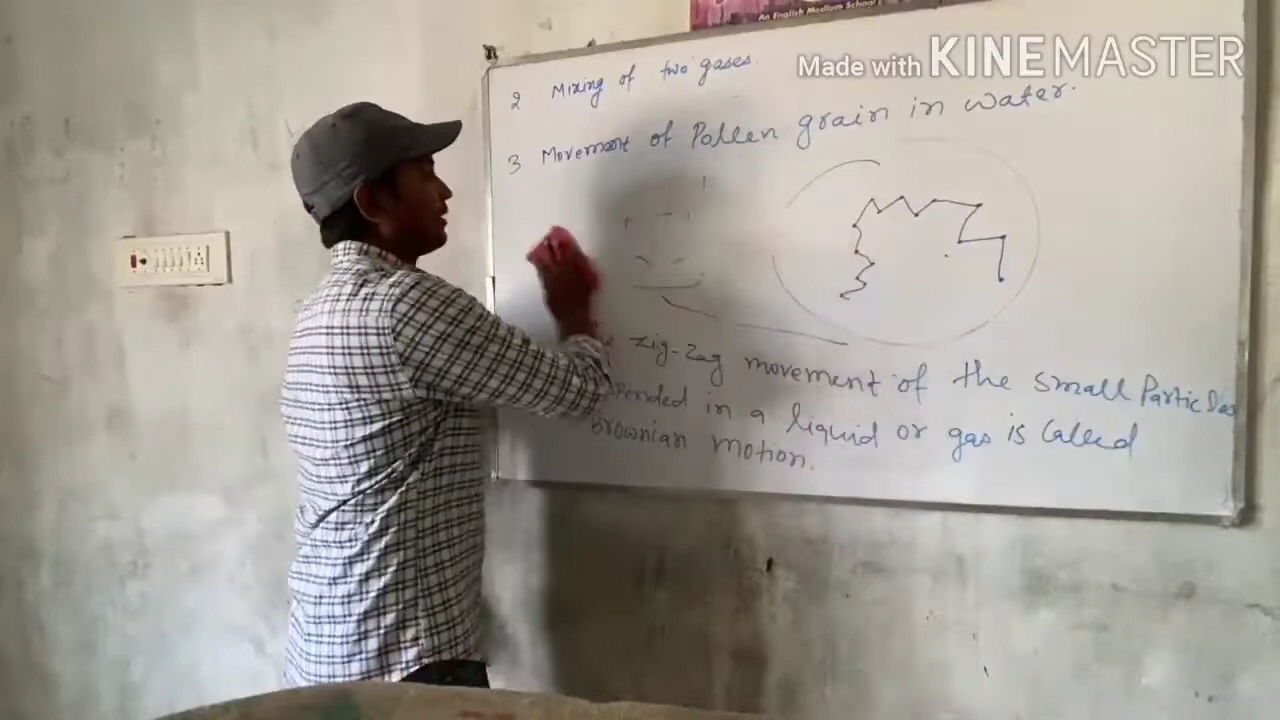 An English Medium School
Made with KINEMASTER
2 Mixing of two gases.
3 Movement of Pollen grain in water.
zig-zag movement of the small Particles
in a liquid or gas is called
brownian motion.